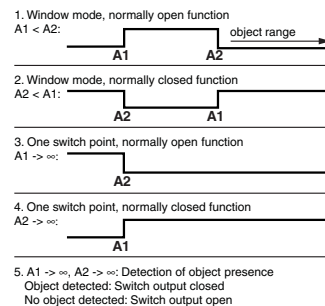 1. Window mode, normally open function
A1 < A2:
object range
A1 A2
2. Window mode, normally closed function
A2 < A1:
A2 A1
3. One switch point, normally open function
A1 -> ∞:
A2
4. One switch point, normally closed function
A2 -> ∞:
A1
5. A1 -> ∞, A2 -> ∞: Detection of object presence
Object detected: Switch output closed
No object detected: Switch output open